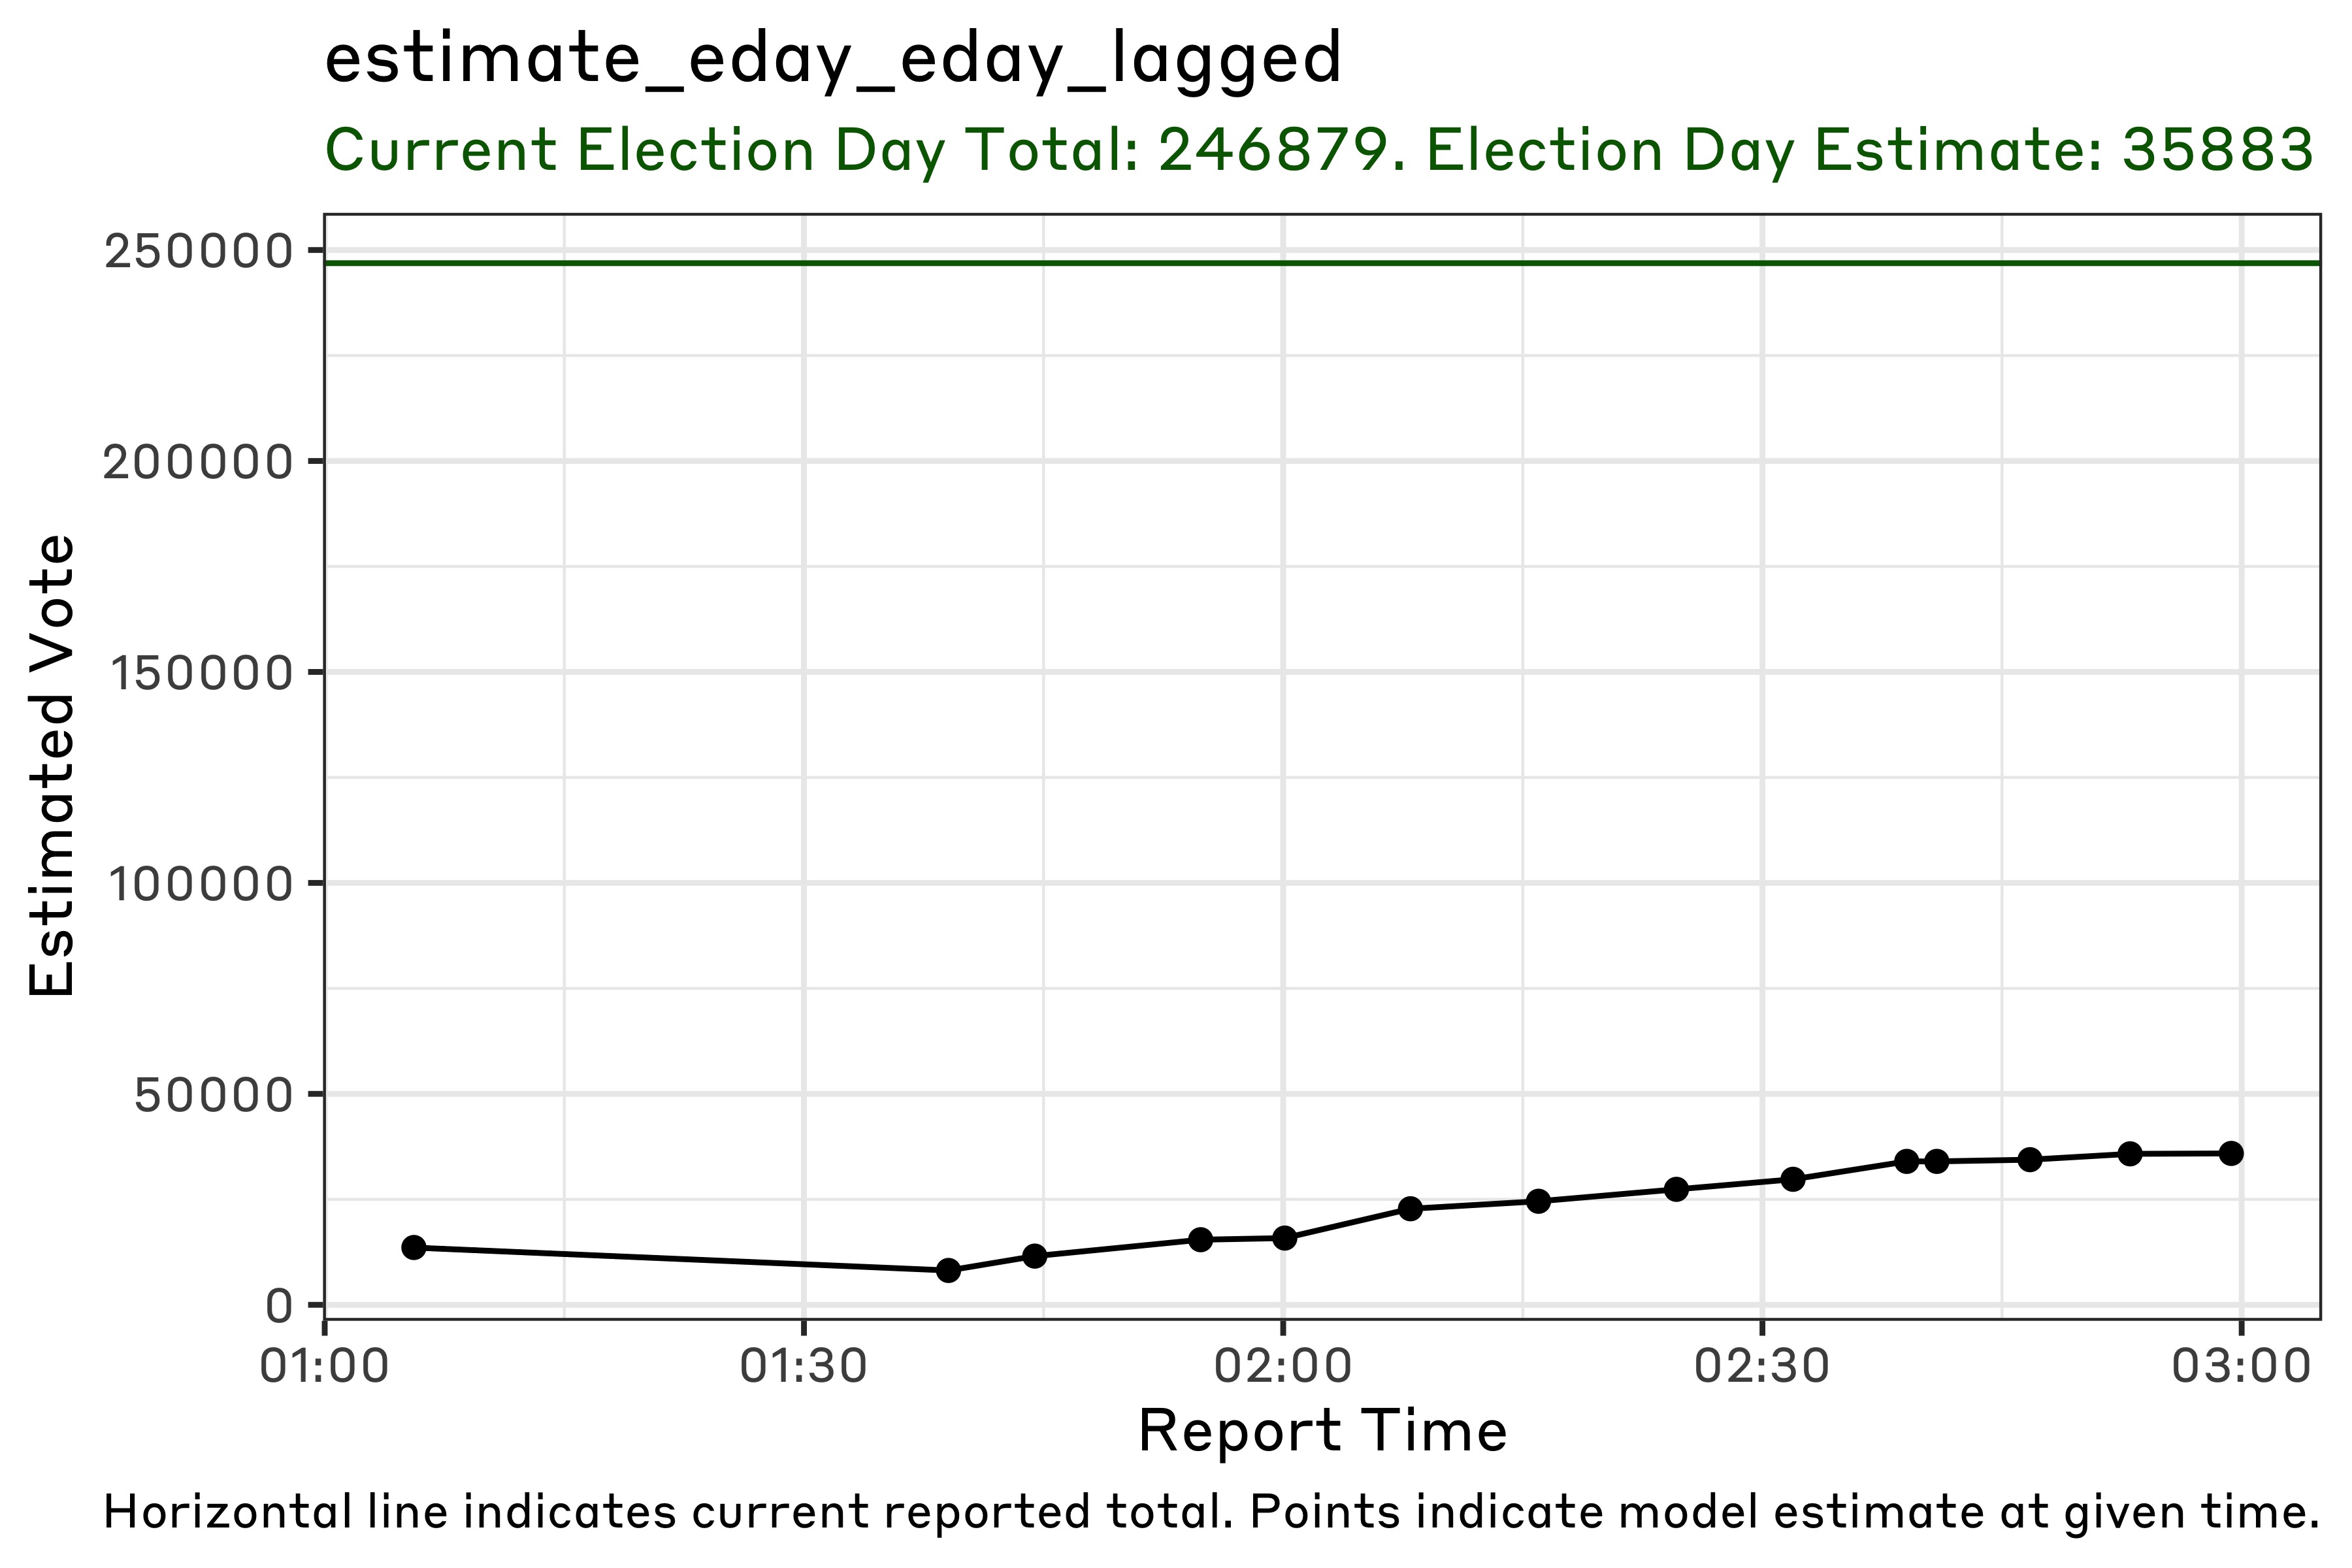 estimate_eday_eday_lagged
Current Election Day Total: 246879. Election Day Estimate: 35883
Estimated Vote
250000
200000
150000
100000
50000
0
01:00 01:30 02:00 02:30 03:00
Report Time
Horizontal line indicates current reported total. Points indicate model estimate at given time.